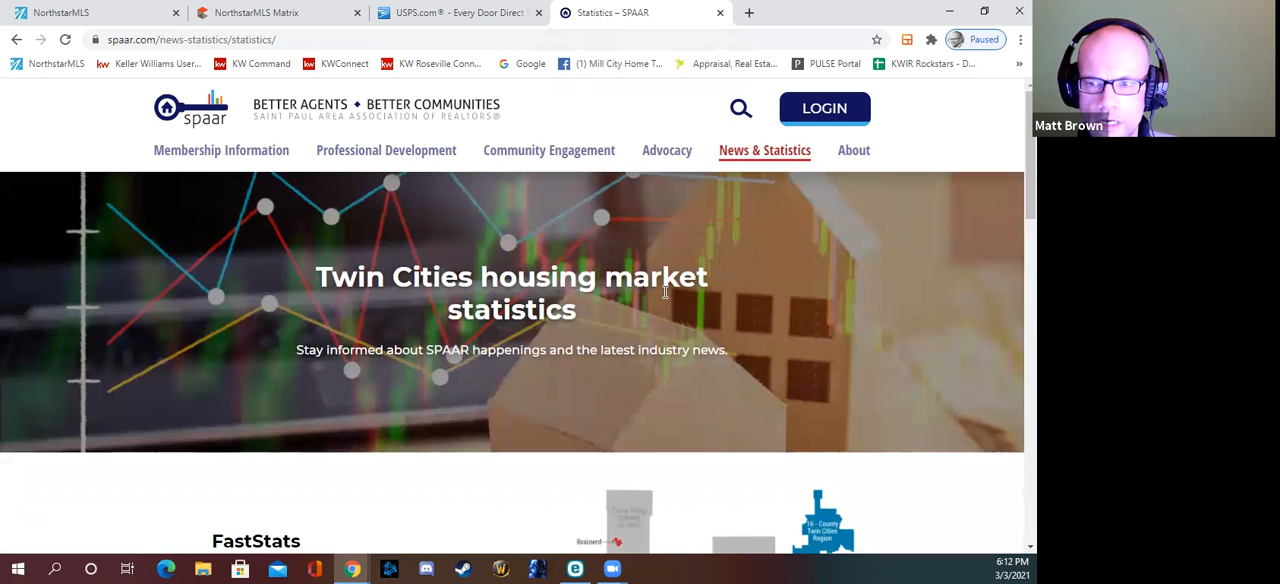 NorthstarMLS
NorthstarMLS Matrix
USPS.com® - Every Door Direct
Statistics – SPAAR
spaar.com/news-statistics/statistics/
Paused
NorthstarMLS
Keller Williams User...
KW Command
KWConnect
KW Roseville Conn...
Google
(1) Mill City Home T...
Appraisal, Real Esta...
PULSE Portal
KWIR Rockstars - D...
»
spaar
BETTER AGENTS ◆ BETTER COMMUNITIES
SAINT PAUL AREA ASSOCIATION OF REALTORS®
LOGIN
Membership Information
Professional Development
Community Engagement
Advocacy
News & Statistics
About
Matt Brown
Twin Cities housing market
statistics
Stay informed about SPAAR happenings and the latest industry news.
FastStats
Brainerd
16 - County
Twin Cities
Region
6:12 PM
3/3/2021